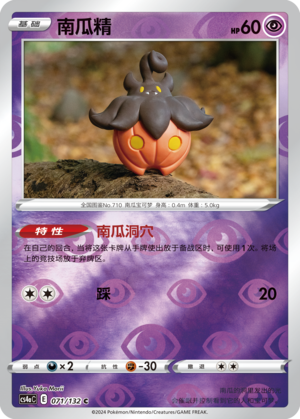 基础 南瓜精 HP60
全国图鉴No.710 南瓜宝可梦 身高：0.4m 体重：5.0kg
特性 南瓜洞穴
在自己的回合，当将这张卡牌从手牌使出放于备战区时，可使用1次。将场
上的竞技场放于弃牌区。
踩 20
弱点 ×2 抵抗力 -30 撤退
Illus.Yuka Morii
CS4aC E 071/132 C
©2024 Pokémon/Nintendo/Creatures/GAME FREAK.